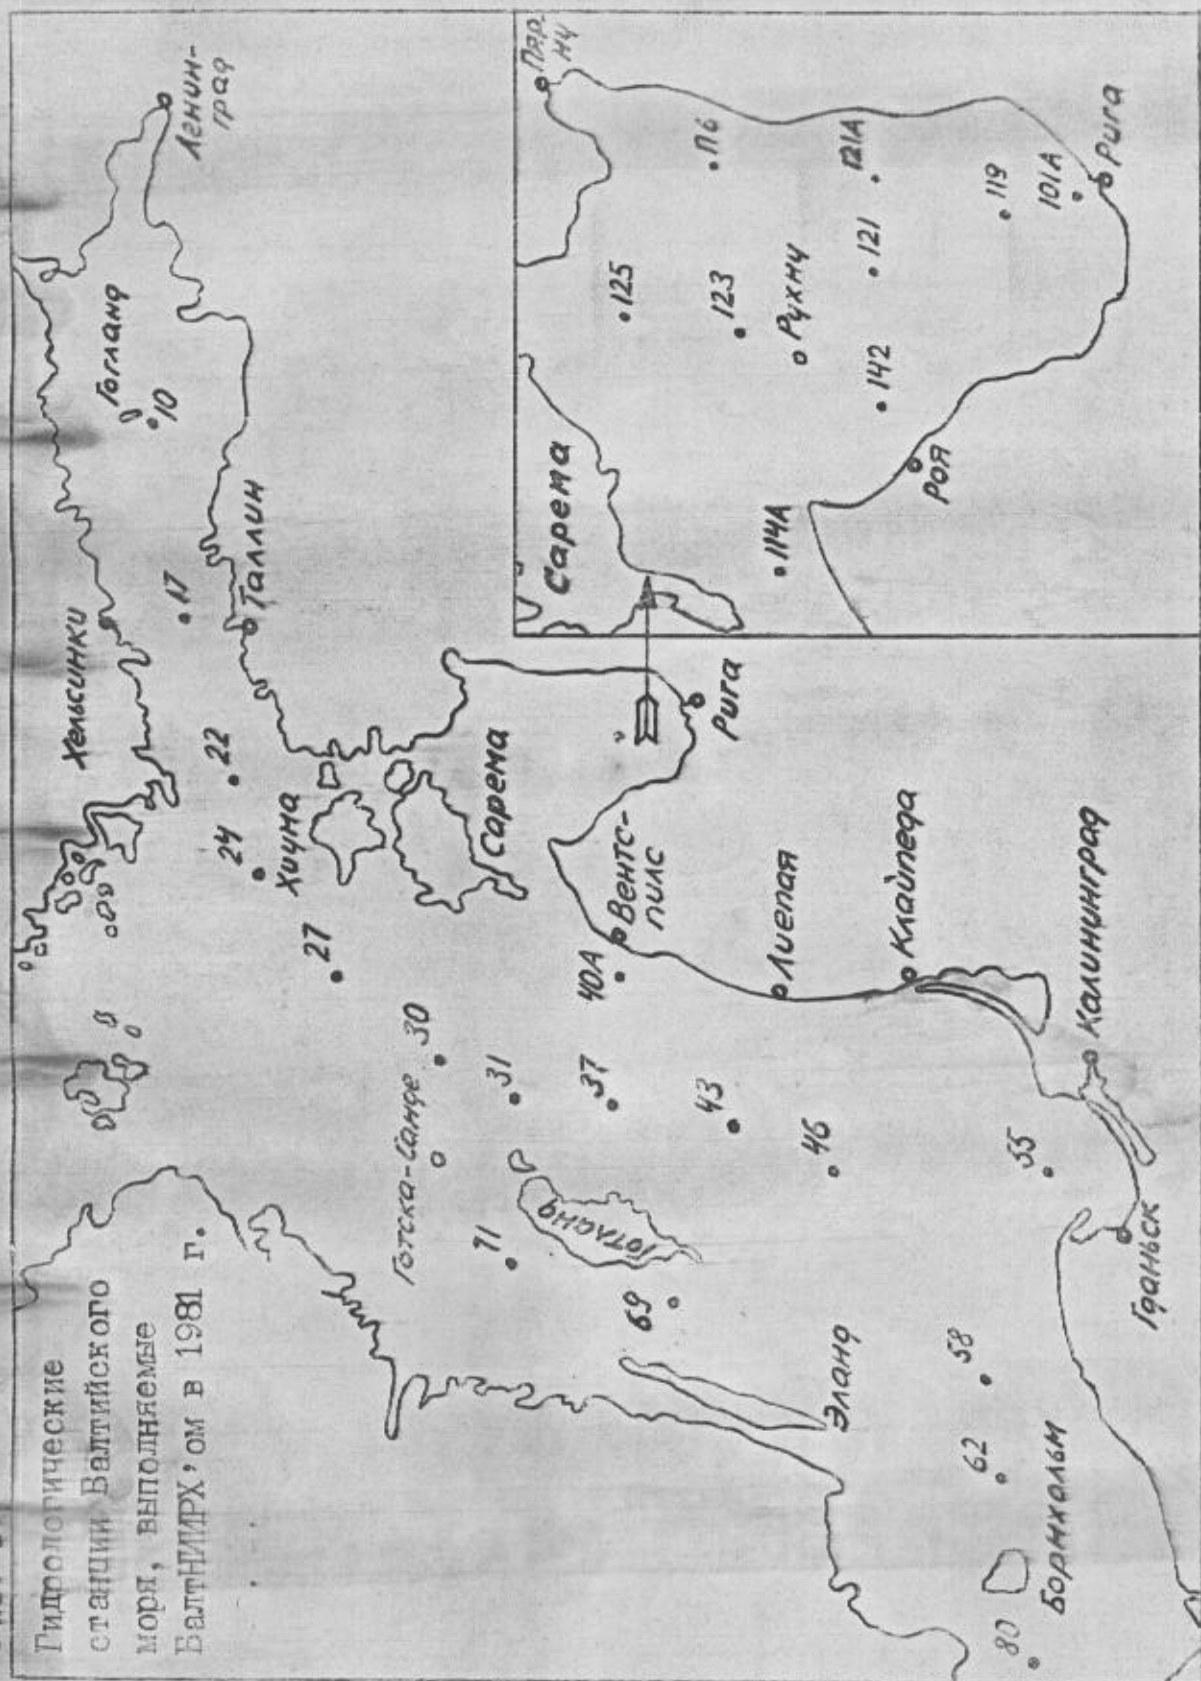 Гидрологические
станции Балтийского
моря, выполняемые
БалтНИИРХ'ом в 1981 г.
Ленин-
град
Гогланд
10
Хельсинки
17
Таллин
22
24
Хиума
27
Сарема
Рига
Вентс-
пилс
40А
Лиепая
Клайпеда
Калининград
Готска-Санде
30
31
37
43
46
55
71
Готланд
69
Эланд
Гданьск
58
62
80
Борнхольм
Пяр-
ну
125
116
123
Рухну
121
121А
142
119
101А
Рига
Сарема
114А
Роя